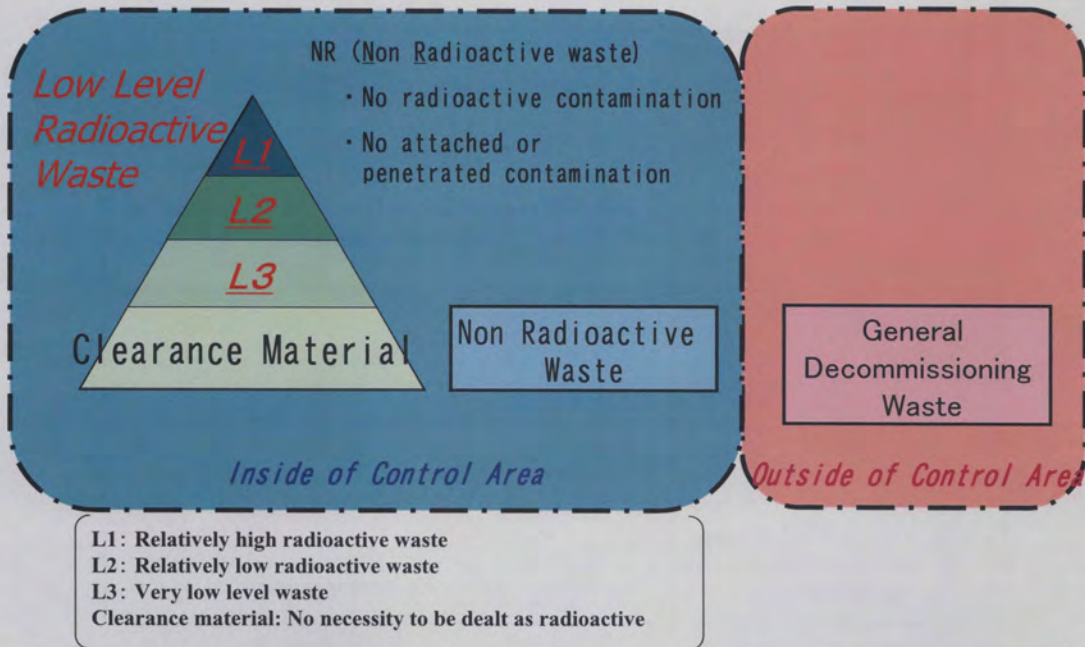 Low Level
Radioactive
Waste
L1
L2
L3
Clearance Material
NR (Non Radioactive waste)
・No radioactive contamination
・No attached or
penetrated contamination
Non Radioactive
Waste
Inside of Control Area
General
Decommissioning
Waste
Outside of Control Area
L1: Relatively high radioactive waste
L2: Relatively low radioactive waste
L3: Very low level waste
Clearance material: No necessity to be dealt as radioactive